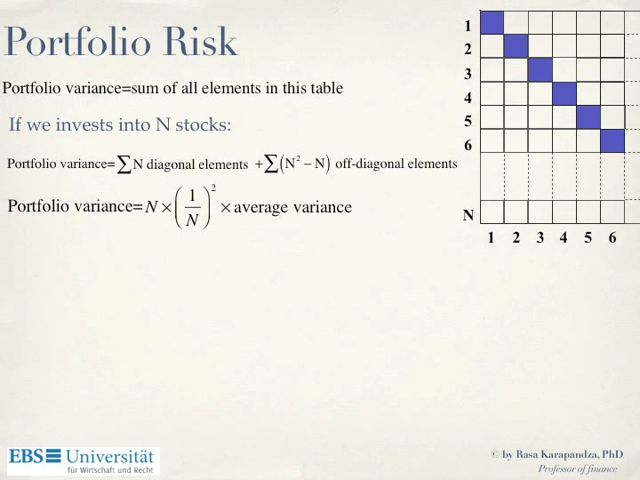 Portfolio Risk
Portfolio variance=sum of all elements in this table
If we invests into N stocks:
Portfolio variance=∑N diagonal elements +∑(N² − N) off-diagonal elements
Portfolio variance=N × (1/N)² × average variance
1
2
3
4
5
6
N
1 2 3 4 5 6
EBS Universität
für Wirtschaft und Recht
© by Rasa Karapandza, PhD
Professor of finance